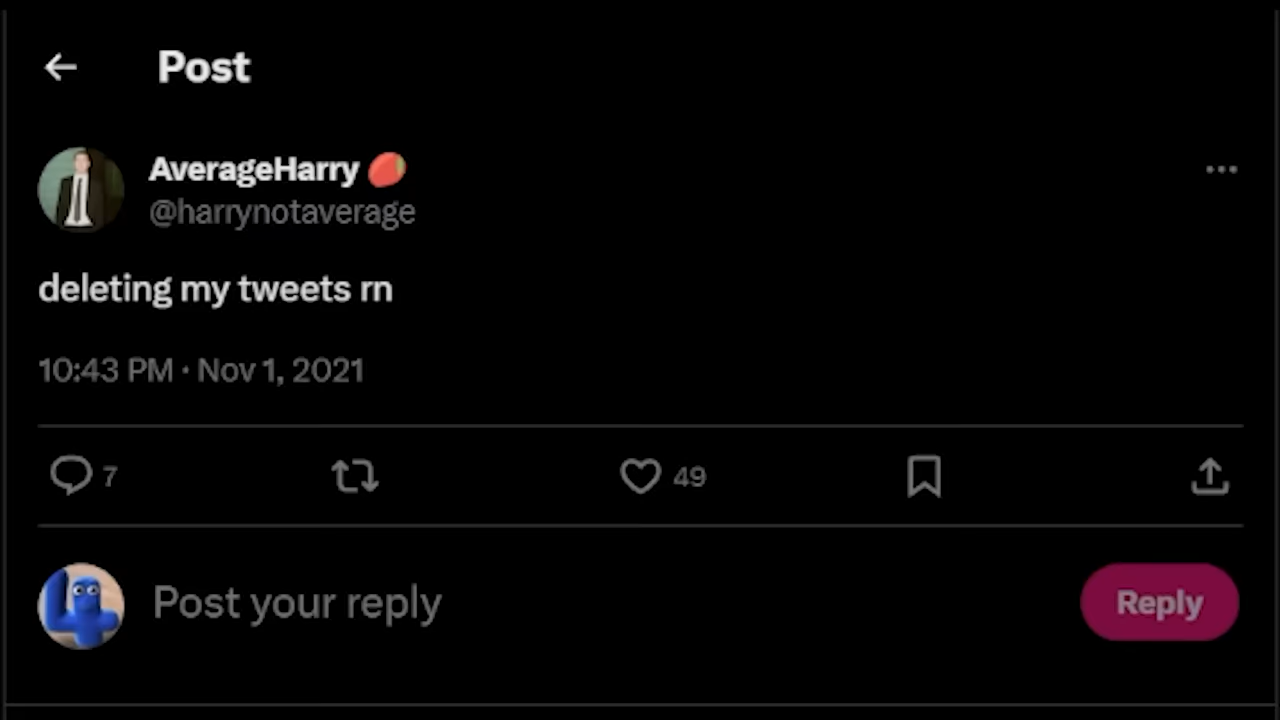 Post
AverageHarry 🥭
@harrynotaverage
deleting my tweets rn
10:43 PM · Nov 1, 2021
7
49
Post your reply
Reply